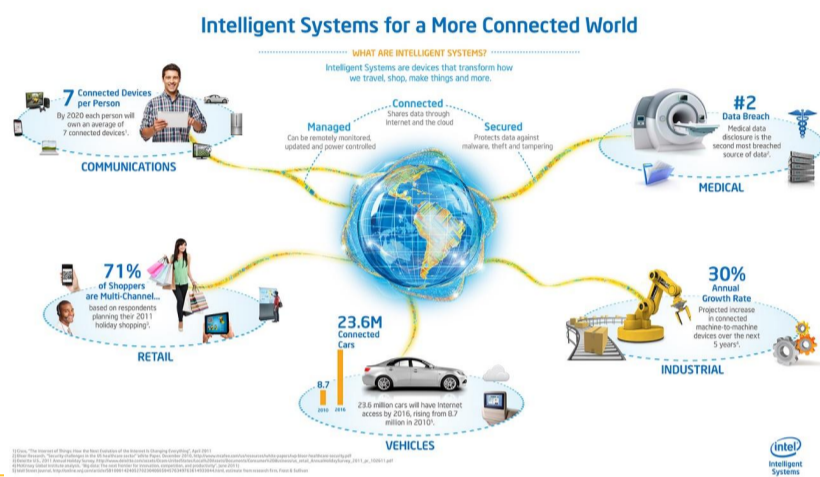 Intelligent Systems for a More Connected World
WHAT ARE INTELLIGENT SYSTEMS?
Intelligent Systems are devices that transform how
we travel, shop, make things and more.
7 Connected Devices
per Person
By 2020 each person will
own an average of
7 connected devices¹.
COMMUNICATIONS
Managed
Can be remotely monitored,
updated and power controlled
Connected
Shares data through
internet and the cloud
Secured
Protects data against
malware, theft and tampering
#2
Data Breach
Medical data
disclosure is the
second most breached
source of data².
MEDICAL
71%
of Shoppers
are Multi-Channel...
based on respondents
planning their 2011
holiday shopping³.
RETAIL
23.6M
Connected
Cars
8.7
2010 2016
23.6 million cars will have Internet
access by 2016, rising from 8.7
million in 2010⁵.
VEHICLES
30%
Annual
Growth Rate
Projected increase
in connected
machine-to-machine
devices over the next
5 years⁴.
INDUSTRIAL
intel
Intelligent
Systems